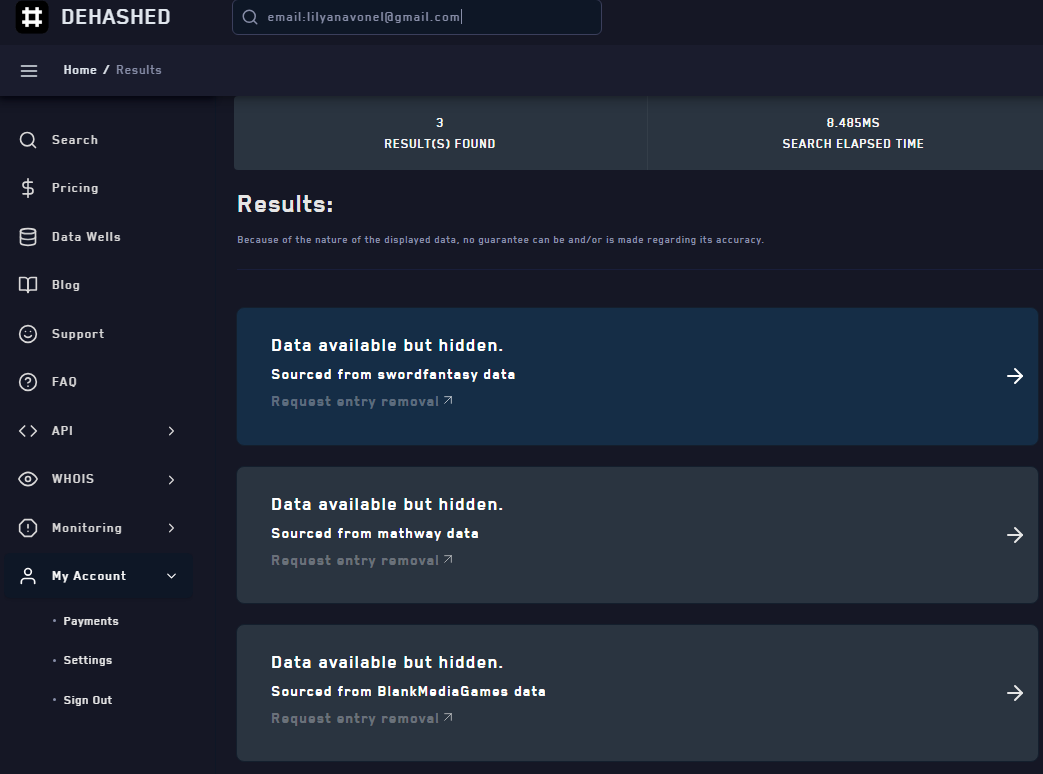 DEHASHED
email:lilyanavonel@gmail.com
Home / Results
Search
Pricing
Data Wells
Blog
Support
FAQ
API
WHOIS
Monitoring
My Account
Payments
Settings
Sign Out
3
RESULT(S) FOUND
8.485MS
SEARCH ELAPSED TIME
Results:
Because of the nature of the displayed data, no guarantee can be and/or is made regarding its accuracy.
Data available but hidden.
Sourced from swordfantasy data
Request entry removal
Data available but hidden.
Sourced from mathway data
Request entry removal
Data available but hidden.
Sourced from BlankMediaGames data
Request entry removal